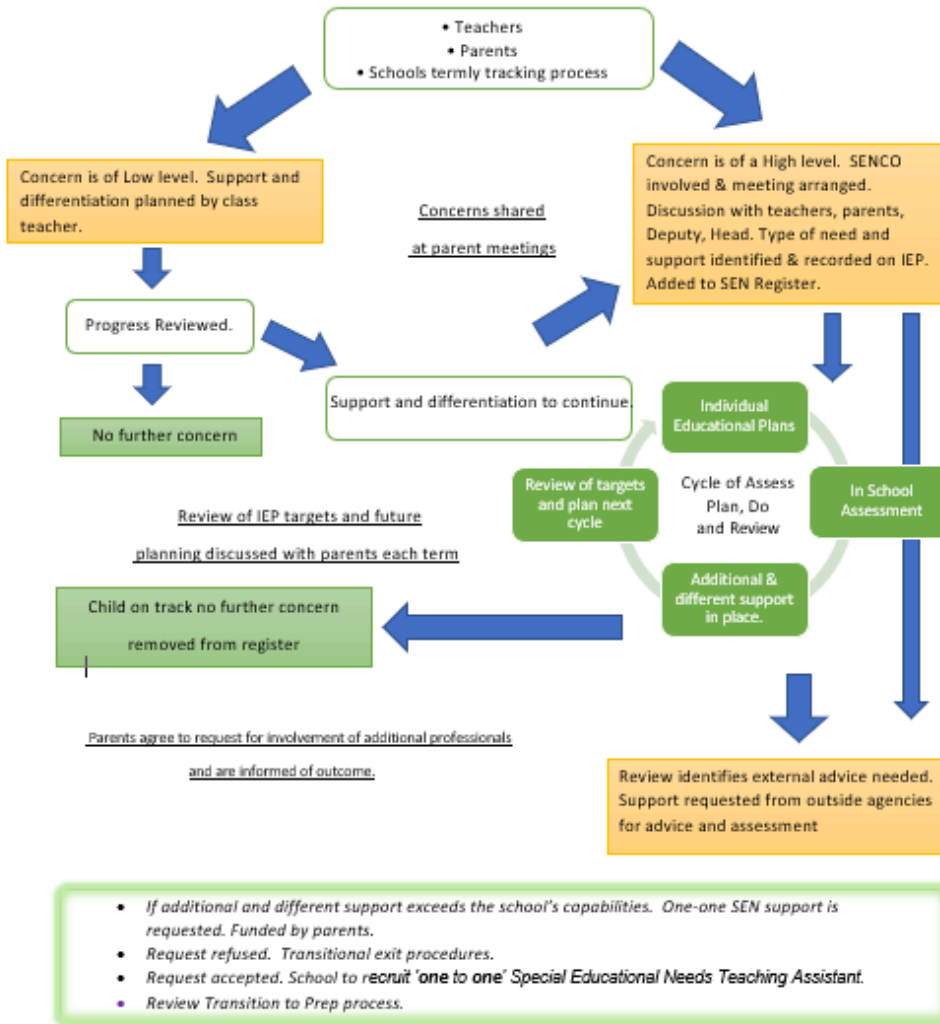 • Teachers
• Parents
• Schools termly tracking process
Concern is of Low level. Support and
differentiation planned by class
teacher.
Concerns shared
at parent meetings
Concern is of a High level. SENCO
involved & meeting arranged.
Discussion with teachers, parents,
Deputy, Head. Type of need and
support identified & recorded on IEP.
Added to SEN Register.
Progress Reviewed.
Support and differentiation to continue.
No further concern
Individual
Educational Plans
Review of targets
and plan next
cycle
Cycle of Assess
Plan, Do
and Review
In School
Assessment
Additional &
different support
in place.
Review of IEP targets and future
planning discussed with parents each term
Child on track no further concern
removed from register
Parents agree to request for involvement of additional professionals
and are informed of outcome.
Review identifies external advice needed.
Support requested from outside agencies
for advice and assessment
• If additional and different support exceeds the school's capabilities. One-one SEN support is
requested. Funded by parents.
• Request refused. Transitional exit procedures.
• Request accepted. School to recruit 'one to one' Special Educational Needs Teaching Assistant.
• Review Transition to Prep process.